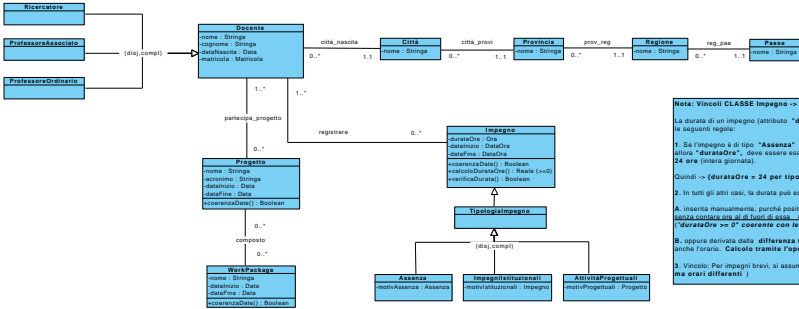 Ricercatore
ProfessoreAssociato
ProfessoreOrdinario
{disj,compl}
Docente
-nome : Stringa
-cognome : Stringa
-dataNascita : Data
-matricola : Matricola
città_nascita
0..*
1..1
Città
-nome : Stringa
città_provi
0..*
1..1
Provincia
-nome : Stringa
prov_reg
0..*
1..1
Regione
-nome : Stringa
reg_pae
0..*
1..1
Paese
-nome : Stringa
1..*
1..*
partecipa_progetto
registrare
0..*
0..*
Impegno
-durataOre : Ora
-dataInizio : DataOra
-dataFine : DataOra
+coerenzaDate() : Boolean
+calcoloDurataOre() : Reale (>=0)
+verificaDurata() : Boolean
Progetto
-nome : Stringa
-acronimo : Stringa
-dataInizio : Data
-dataFine : Data
+coerenzaDate() : Boolean
0..*
composto
0..*
WorkPackage
-nome : Stringa
-dataInizio : Data
-dataFine : Data
+coerenzaDate() : Boolean
TipologiaImpegno
{disj,compl}
Assenza
-motivAssenza : Assenza
ImpegniIstituzionali
-motivIstituzionali : Impegno
AttivitàProgettuali
-motivProgettuali : Progetto
Nota: Vincoli CLASSE Impegno ->
La durata di un impegno (attributo "d
le seguenti regole:
1. Se l'impegno è di tipo "Assenza"
allora "durataOre", deve essere esa
24 ore (intera giornata).
Quindi -> {durataOre = 24 per tipo
2. In tutti gli altri casi, la durata può es
A. inserita manualmente, purché posit
senza contare ore al di fuori di essa
("durataOre >= 0" coerente con le
B. oppure derivata dalla differenza t
anche l'orario. Calcolo tramite l'ope
3. Vincolo: Per impegni brevi, si assum
ma orari differenti )